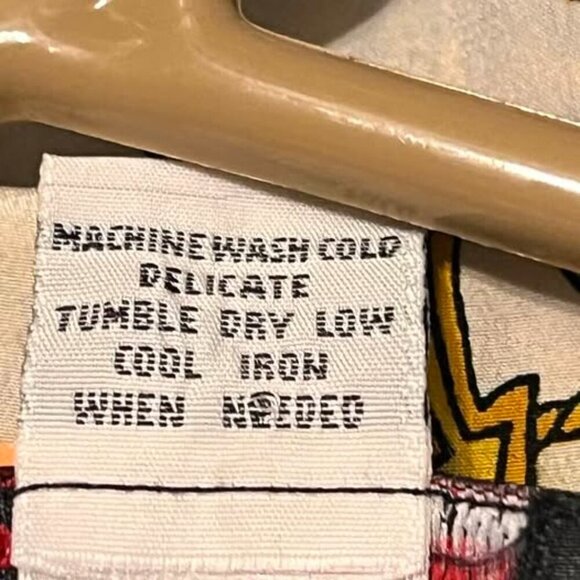 MACHINE WASH COLD
DELICATE
TUMBLE DRY LOW
COOL IRON
WHEN NEEDED